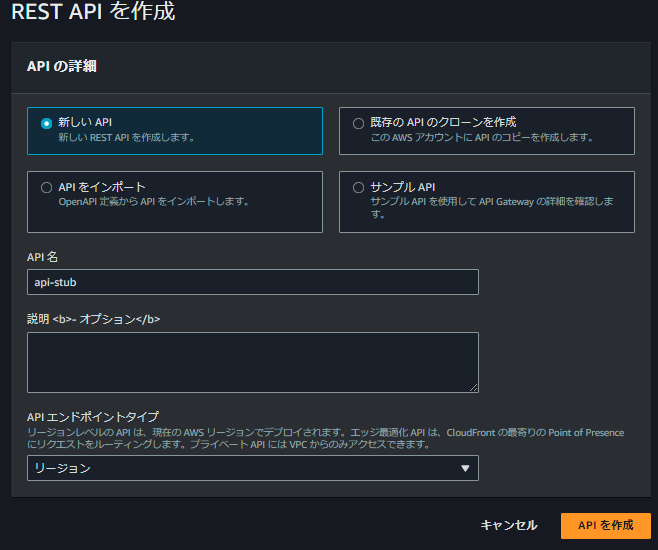 REST API を作成
API の詳細
新しい API
新しい REST API を作成します。
既存の API のクローンを作成
この AWS アカウントに API のコピーを作成します。
API をインポート
OpenAPI 定義から API をインポートします。
サンプル API
サンプル API を使用して API Gateway の詳細を確認しま
す。
API 名
api-stub
説明 <b>- オプション</b>
API エンドポイントタイプ
リージョンレベルの API は、現在の AWS リージョンでデプロイされます。エッジ最適化 API は、CloudFront の最寄りの Point of Presence
にリクエストをルーティングします。プライベート API には VPC からのみアクセスできます。
リージョン
キャンセル
API を作成